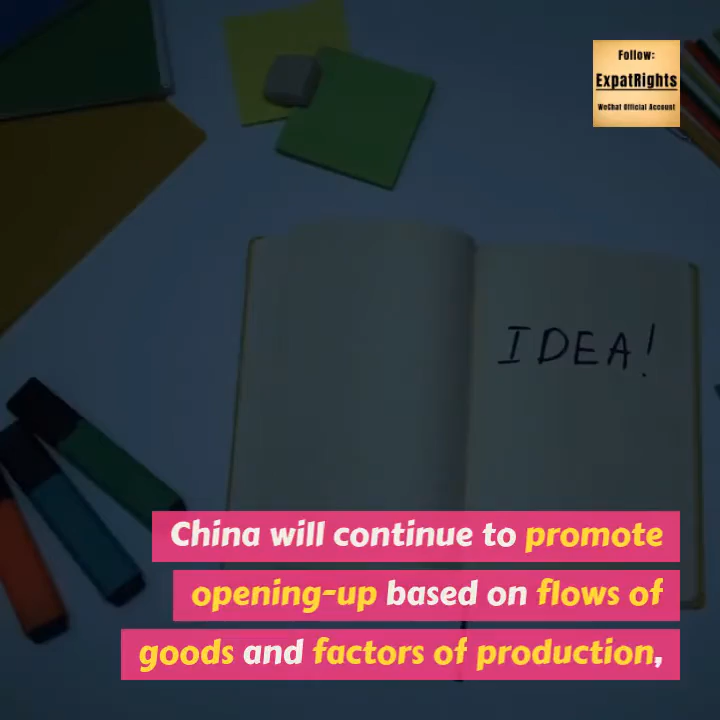 Follow:
ExpatRights
WeChat Official Account
IDEA!
China will continue to promote
opening-up based on flows of
goods and factors of production,